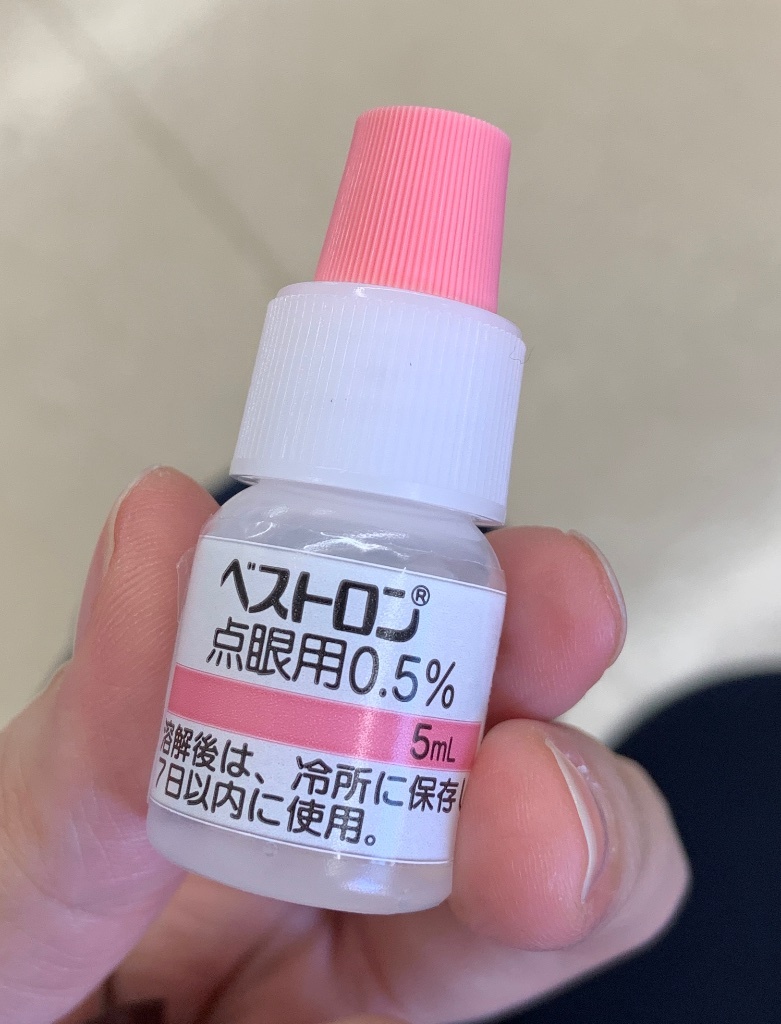 ベストロン®
点眼用0.5%
5mL
溶解後は、冷所に保存し
7日以内に使用。